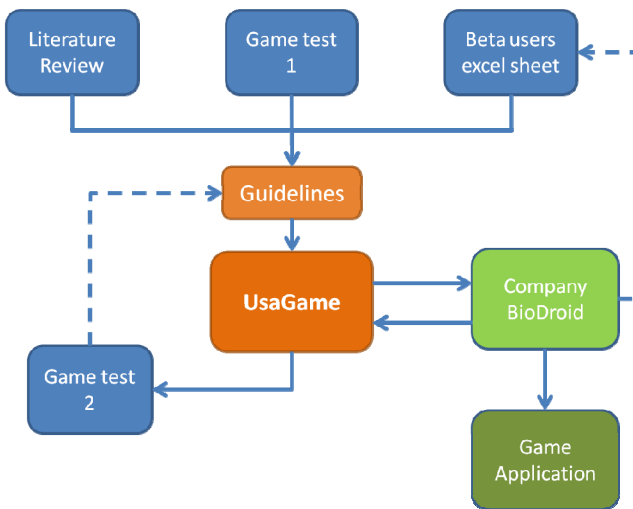 Literature
Review
Game test
1
Beta users
excel sheet
Guidelines
UsaGame
Company
BioDroid
Game test
2
Game
Application